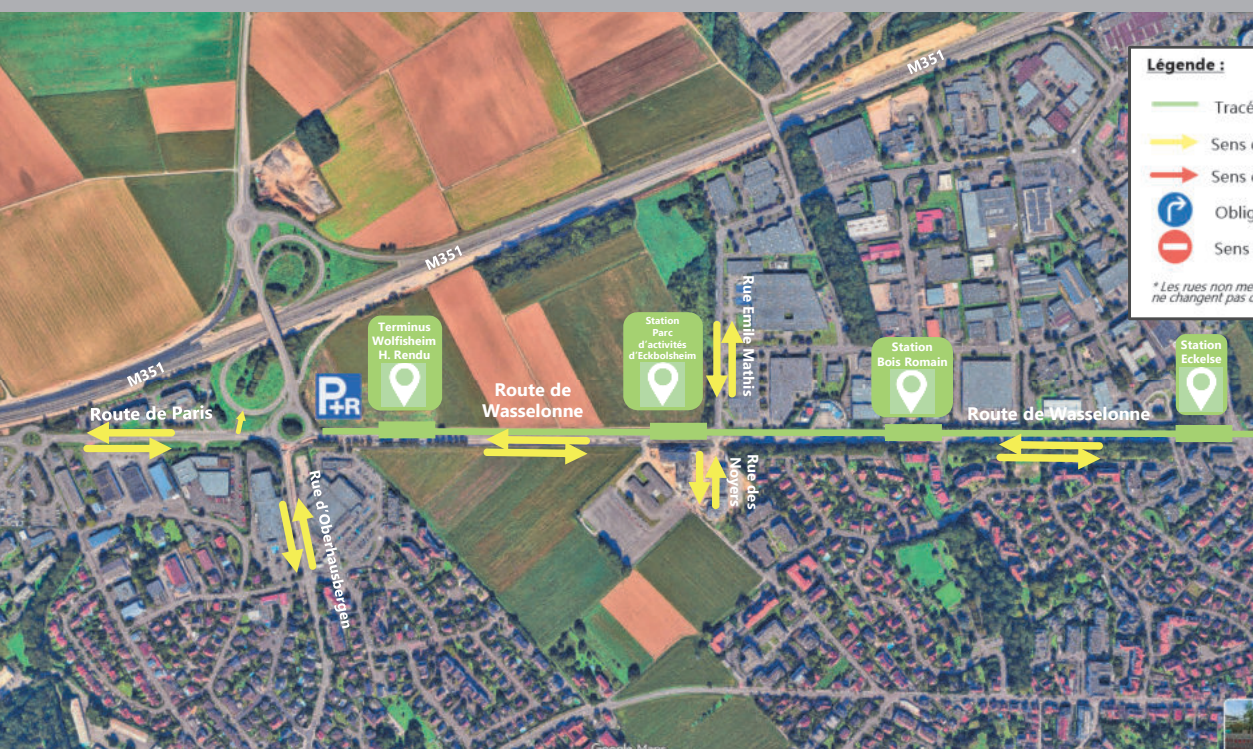 M351
Légende :
Tracé
Sens
Sens
Oblig
Sens
* Les rues non me
ne changent pas d
M351
M351
Terminus
Wolfisheim
H. Rendu
Station
Parc
d'activités
d'Eckbolsheim
Rue Emile Mathis
Station
Bois Romain
Station
Eckelse
P+R
Route de Paris
Route de
Wasselonne
Route de Wasselonne
Rue des
Noyers
Rue d'Oberhausbergen
Google Maps